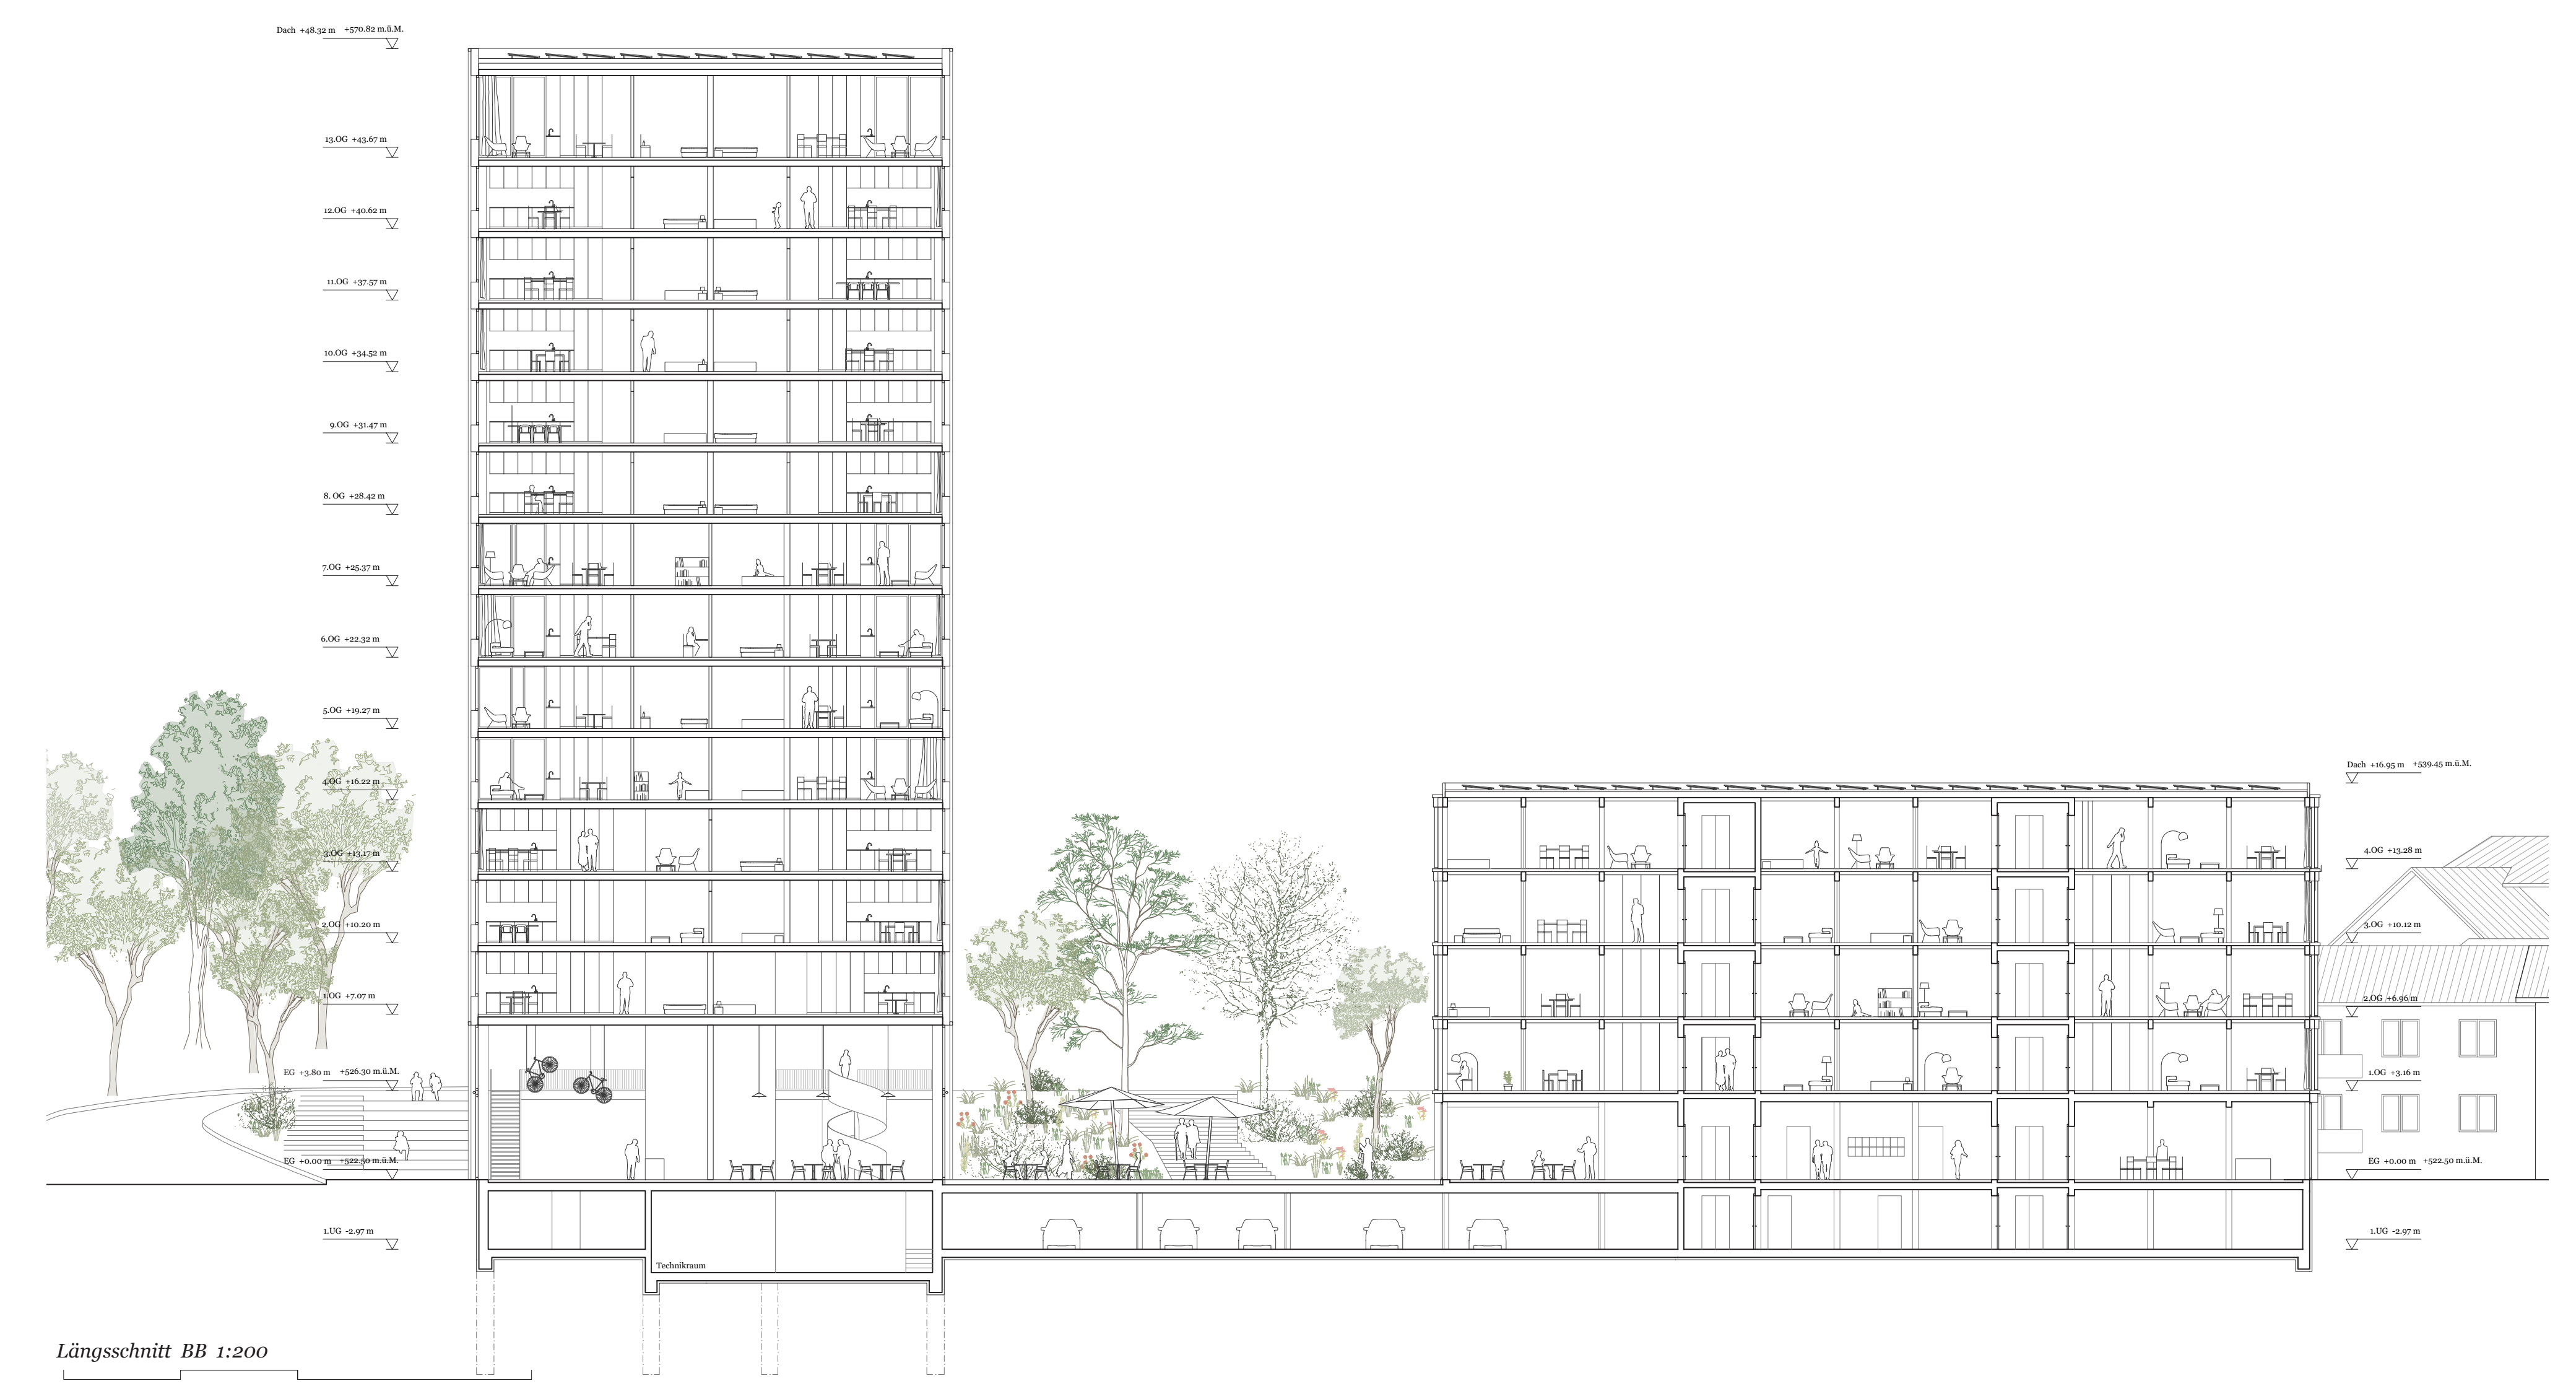 Dach +48.32 m +570.82 m.ü.M.
13.OG +43.67 m
12.OG +40.62 m
11.OG +37.57 m
10.OG +34.52 m
9.OG +31.47 m
8. OG +28.42 m
7.OG +25.37 m
6.OG +22.32 m
5.OG +19.27 m
4.OG +16.22 m
3.OG +13.17 m
2.OG +10.20 m
1.OG +7.07 m
EG +3.80 m +526.30 m.ü.M.
EG +0.00 m +522.50 m.ü.M.
1.UG -2.97 m
Technikraum
Dach +16.95 m +539.45 m.ü.M.
4.OG +13.28 m
3.OG +10.12 m
2.OG +6.96 m
1.OG +3.16 m
EG +0.00 m +522.50 m.ü.M.
1.UG -2.97 m
Längsschnitt BB 1:200